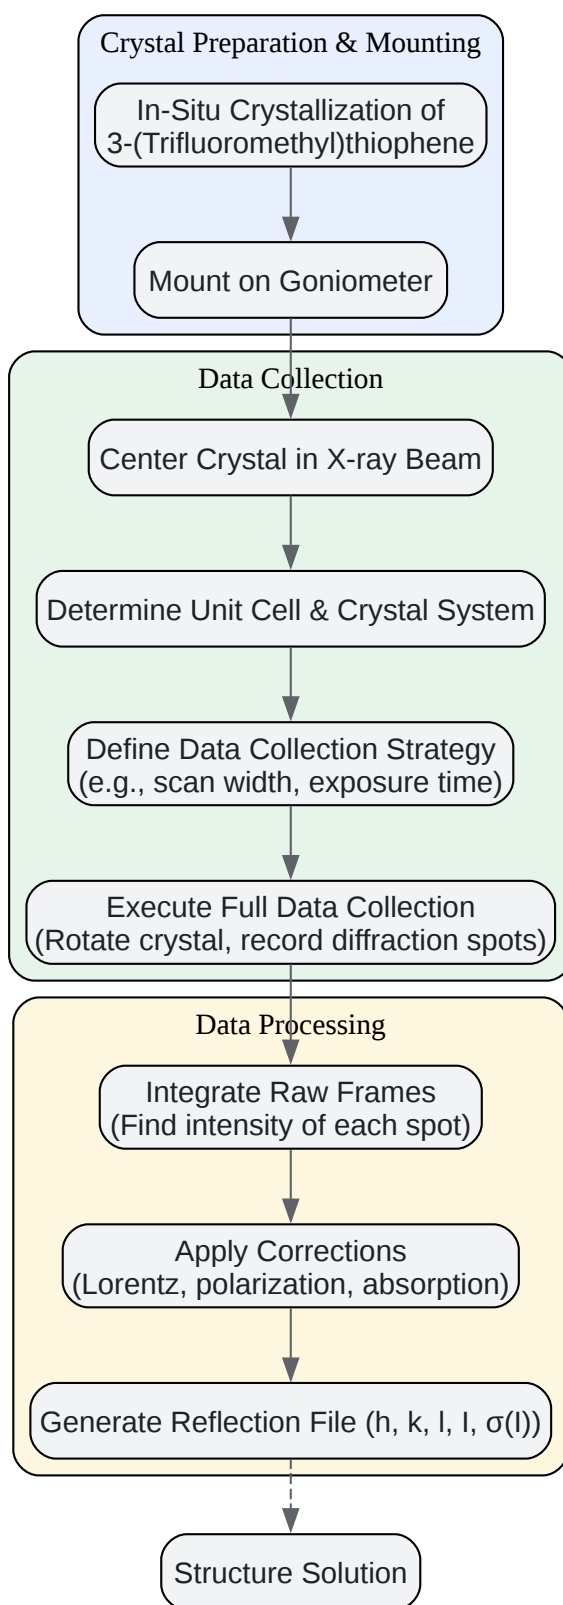 Crystal Preparation & Mounting
In-Situ Crystallization of
3-(Trifluoromethyl)thiophene
Mount on Goniometer
Data Collection
Center Crystal in X-ray Beam
Determine Unit Cell & Crystal System
Define Data Collection Strategy
(e.g., scan width, exposure time)
Execute Full Data Collection
(Rotate crystal, record diffraction spots)
Data Processing
Integrate Raw Frames
(Find intensity of each spot)
Apply Corrections
(Lorentz, polarization, absorption)
Generate Reflection File (h, k, l, I, σ(I))
Structure Solution